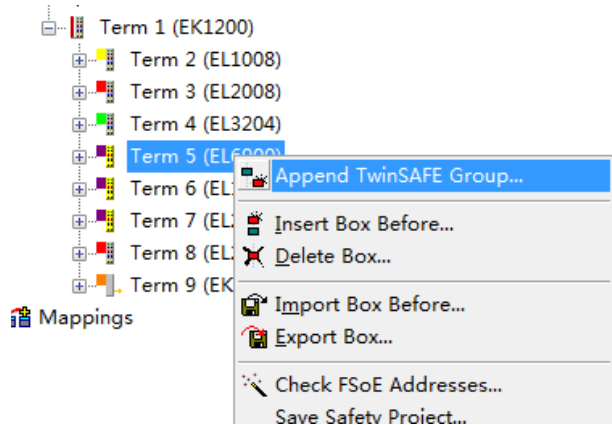 Term 1 (EK1200)
Term 2 (EL1008)
Term 3 (EL2008)
Term 4 (EL3204)
Term 5 (EL6900)
Append TwinSAFE Group...
Term 6 (EL
Term 7 (EL
Insert Box Before...
Term 8 (EL
Delete Box...
Term 9 (EK
Import Box Before...
Mappings
Export Box...
Check FSoE Addresses...
Save Safety Project...